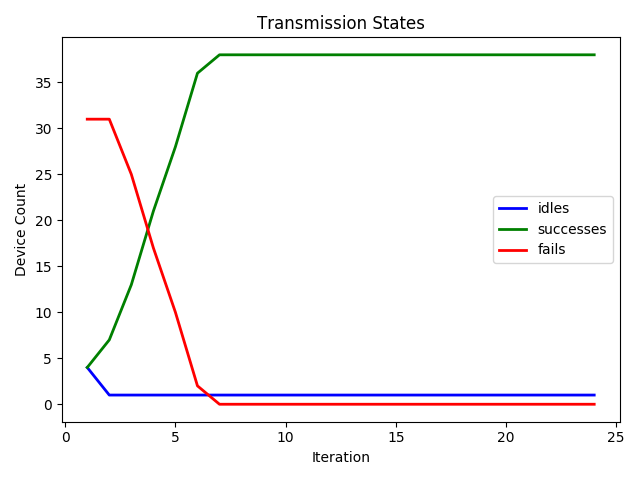 Transmission States
Device Count
35
30
25
20
15
10
5
0
idles
successes
fails
0 5 10 15 20 25
Iteration